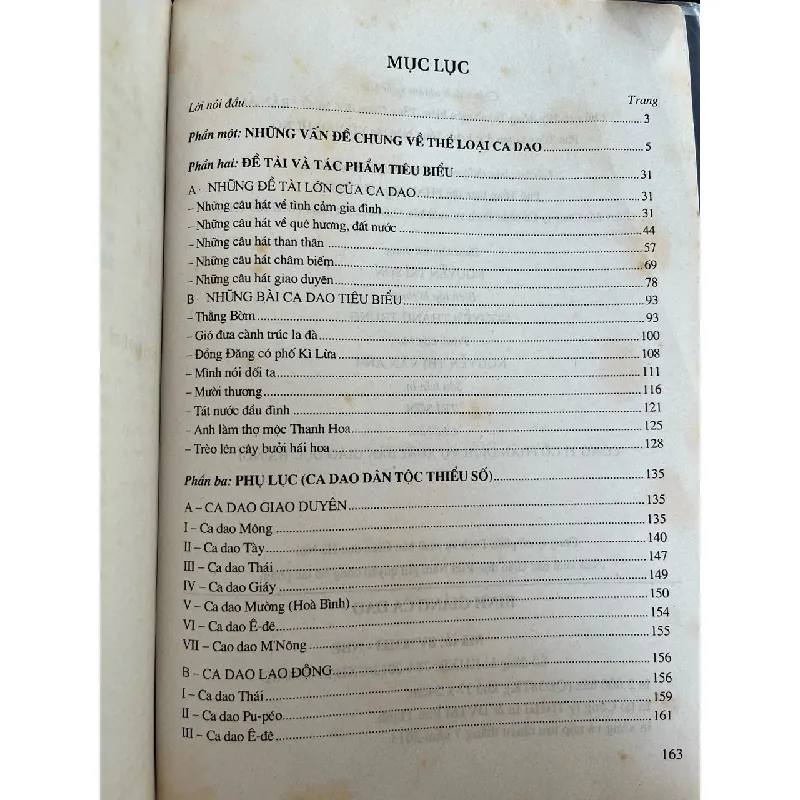 MỤC LỤC
Trang
Lời nói đầu 3
Phần một: NHỮNG VẤN ĐỀ CHUNG VỀ THỂ LOẠI CA DAO 5
Phần hai: ĐỀ TÀI VÀ TÁC PHẨM TIÊU BIỂU 31
A - NHỮNG ĐỀ TÀI LỚN CỦA CA DAO 31
– Những câu hát về tình cảm gia đình 31
– Những câu hát về quê hương, đất nước 44
– Những câu hát than thân 57
– Những câu hát châm biếm 69
– Những câu hát giao duyên 78
B - NHỮNG BÀI CA DAO TIÊU BIỂU 93
– Thằng Bờm 93
– Gió đưa cành trúc la đà 100
– Đồng Đăng có phố Kì Lừa 108
– Mình nói dối ta 111
– Mười thương 116
– Tát nước đầu đình 121
– Anh làm thợ mộc Thanh Hoa 125
– Trèo lên cây bưởi hái hoa 128
Phần ba: PHỤ LỤC (CA DAO DÂN TỘC THIỂU SỐ) 135
A – CA DAO GIAO DUYÊN 135
I – Ca dao Mông 135
II – Ca dao Tày 140
III – Ca dao Thái 147
IV – Ca dao Giáy 149
V – Ca dao Mường (Hoà Bình) 150
VI – Ca dao Ê-đê 154
VII – Cao dao M'Nông 155
B – CA DAO LAO ĐỘNG 156
I – Ca dao Thái 156
II – Ca dao Pu-péo 159
III – Ca dao Ê-đê 161
163